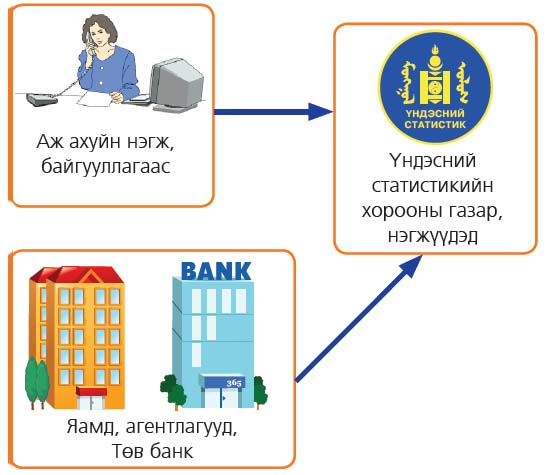 Аж ахуйн нэгж,
байгууллагаас
ҮНДЭСНИЙ
СТАТИСТИК
Үндэсний
статистикийн
хорооны газар,
нэгжүүдэд
BANK
365
Яамд, агентлагууд,
Төв банк